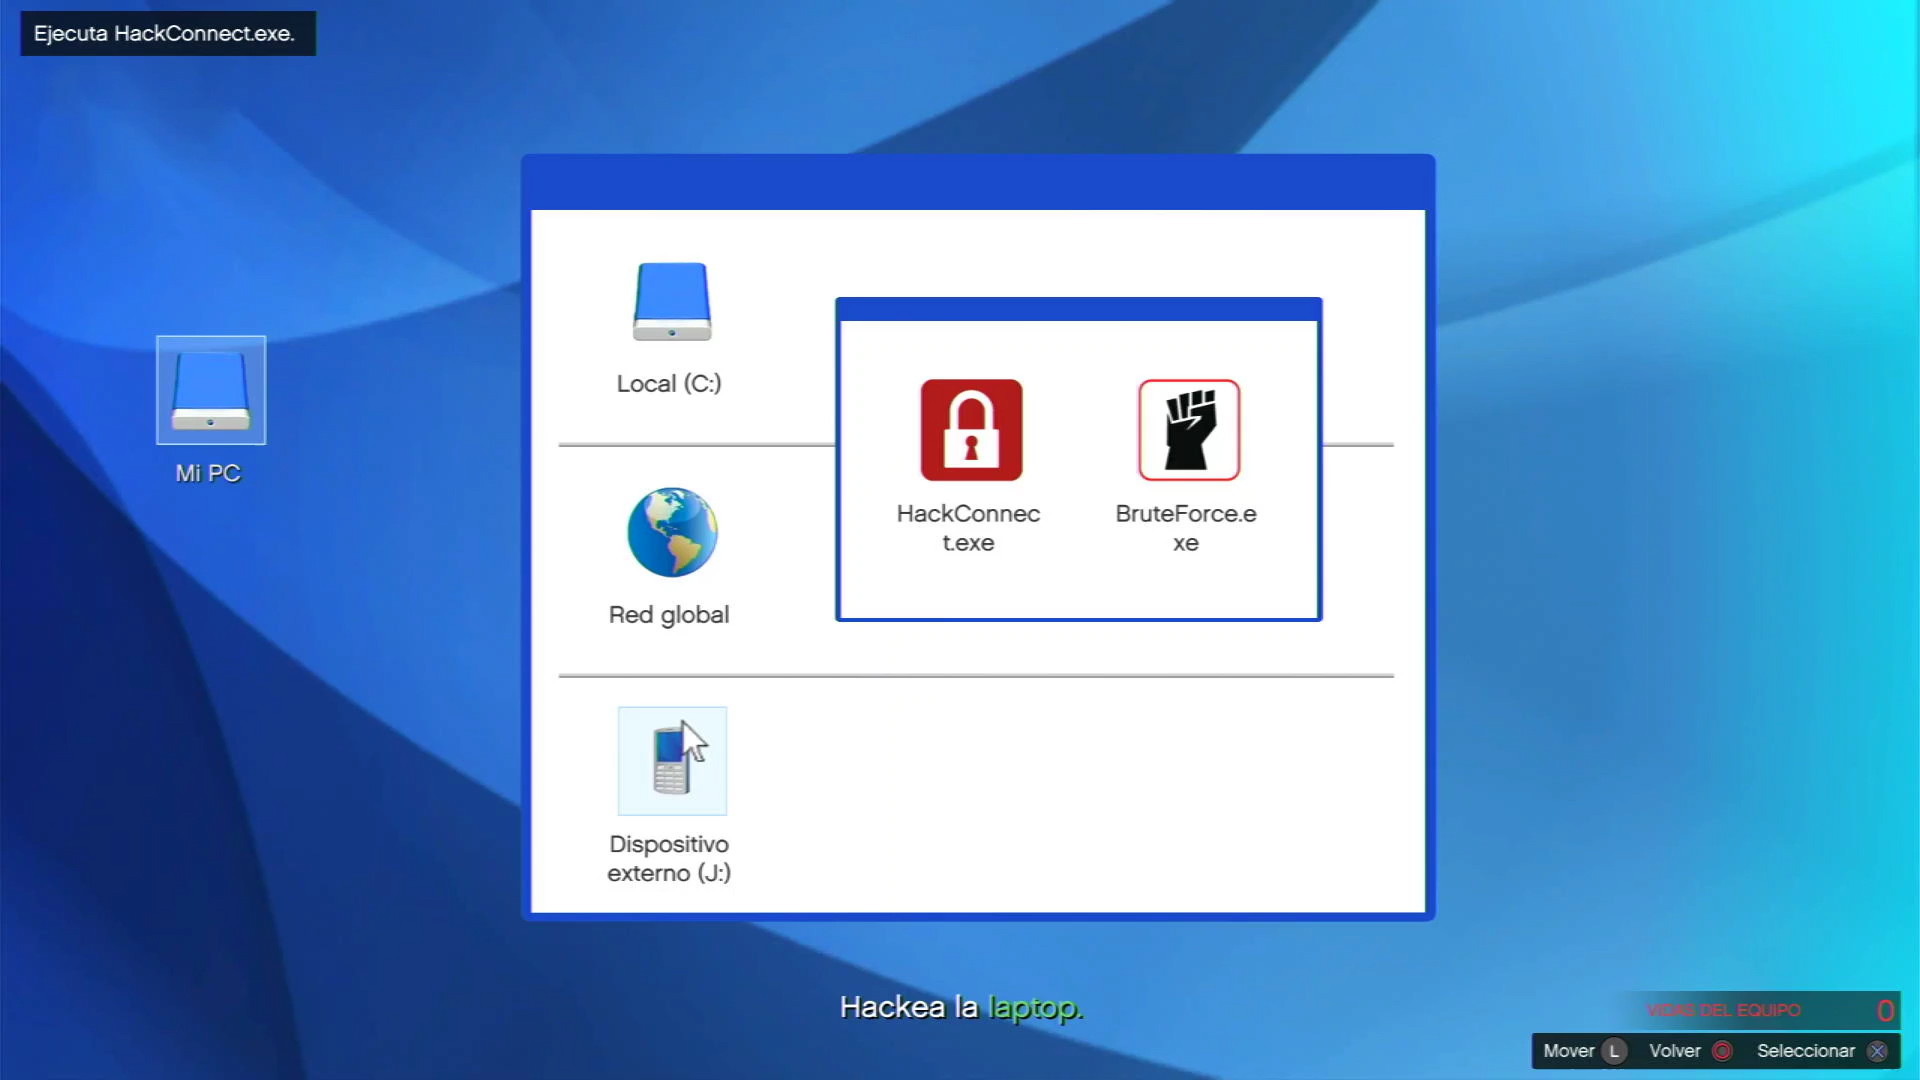 Ejecuta HackConnect.exe.
Local (C:)
Mi PC
HackConnec
t.exe
BruteForce.e
xe
Red global
Dispositivo
externo (J:)
Hackea la laptop.
VIDAS DEL EQUIPO 0
Mover L Volver Seleccionar